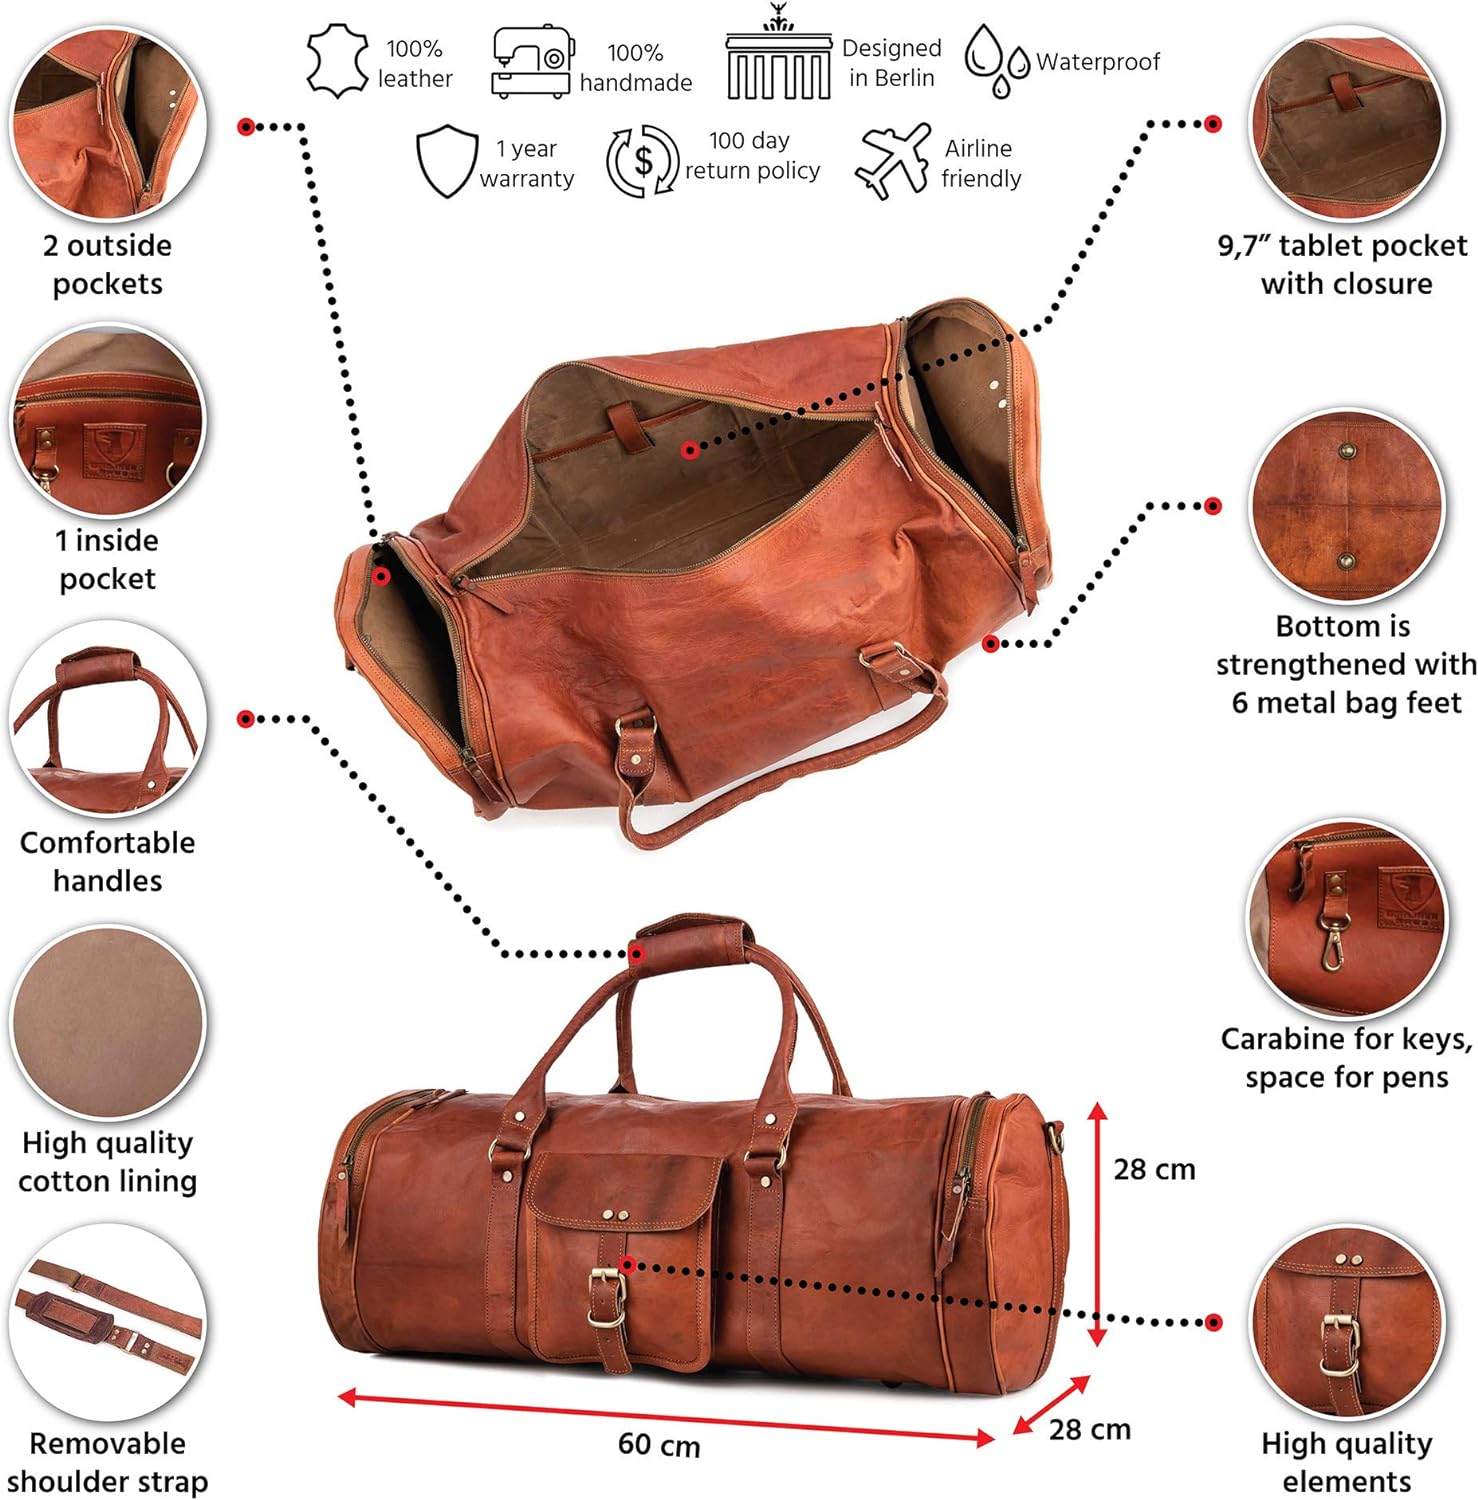 100%
leather
100%
handmade
Designed
in Berlin
Waterproof
1 year
warranty
$
100 day
return policy
Airline
friendly
2 outside
pockets
1 inside
pocket
Comfortable
handles
High quality
cotton lining
Removable
shoulder strap
9,7” tablet pocket
with closure
Bottom is
strengthened with
6 metal bag feet
Carabine for keys,
space for pens
High quality
elements
28 cm
28 cm
60 cm